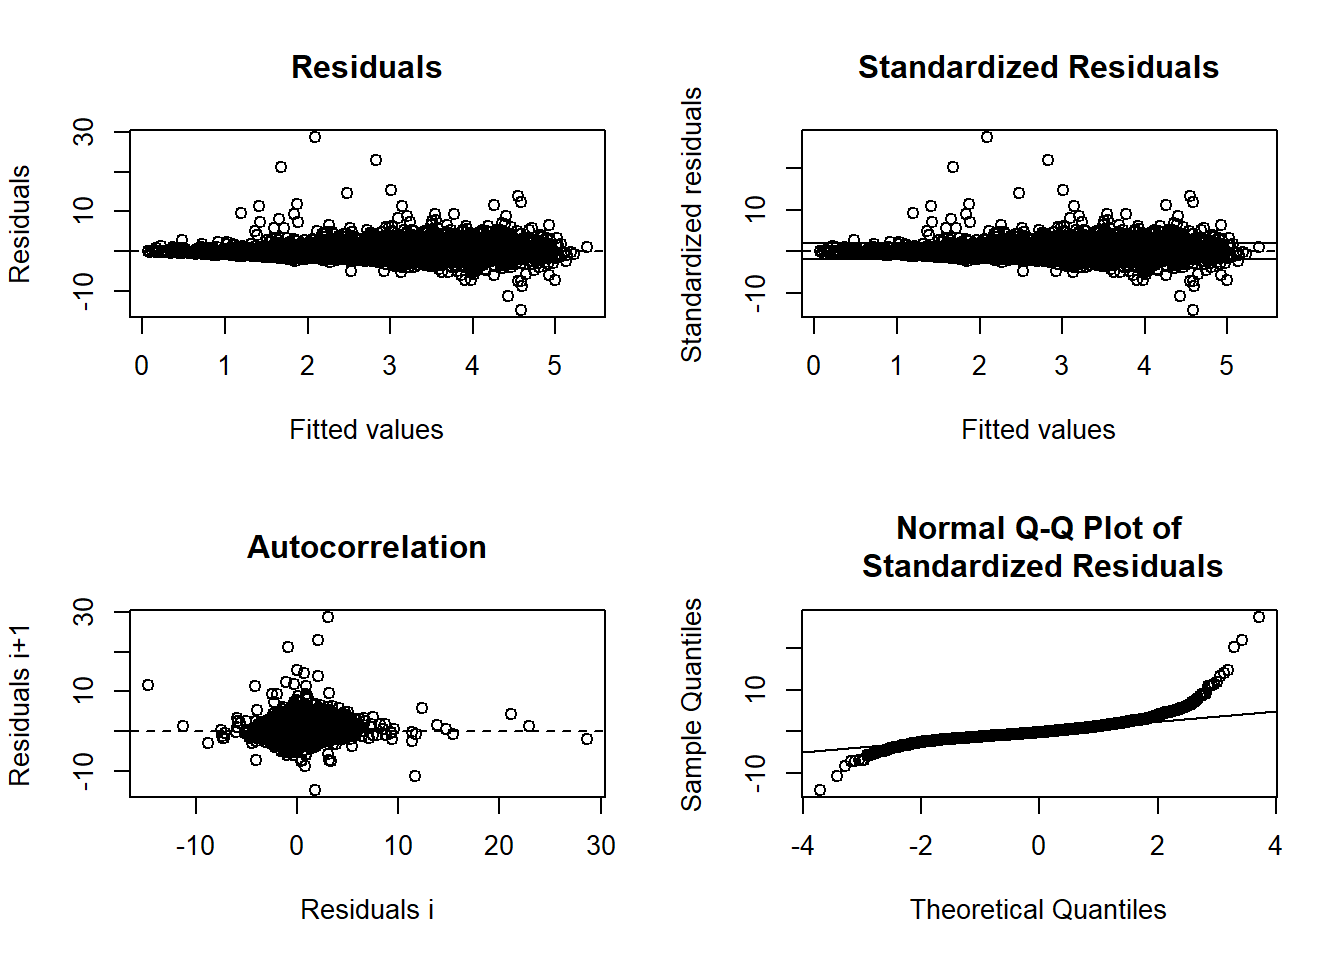 Residuals
Residuals
-10 10 30
0 1 2 3 4 5
Fitted values
Standardized Residuals
Standardized residuals
-10 10
0 1 2 3 4 5
Fitted values
Autocorrelation
Residuals i+1
-10 10 30
-10 0 10 20 30
Residuals i
Normal Q-Q Plot of
Standardized Residuals
Sample Quantiles
-10 10
-4 -2 0 2 4
Theoretical Quantiles